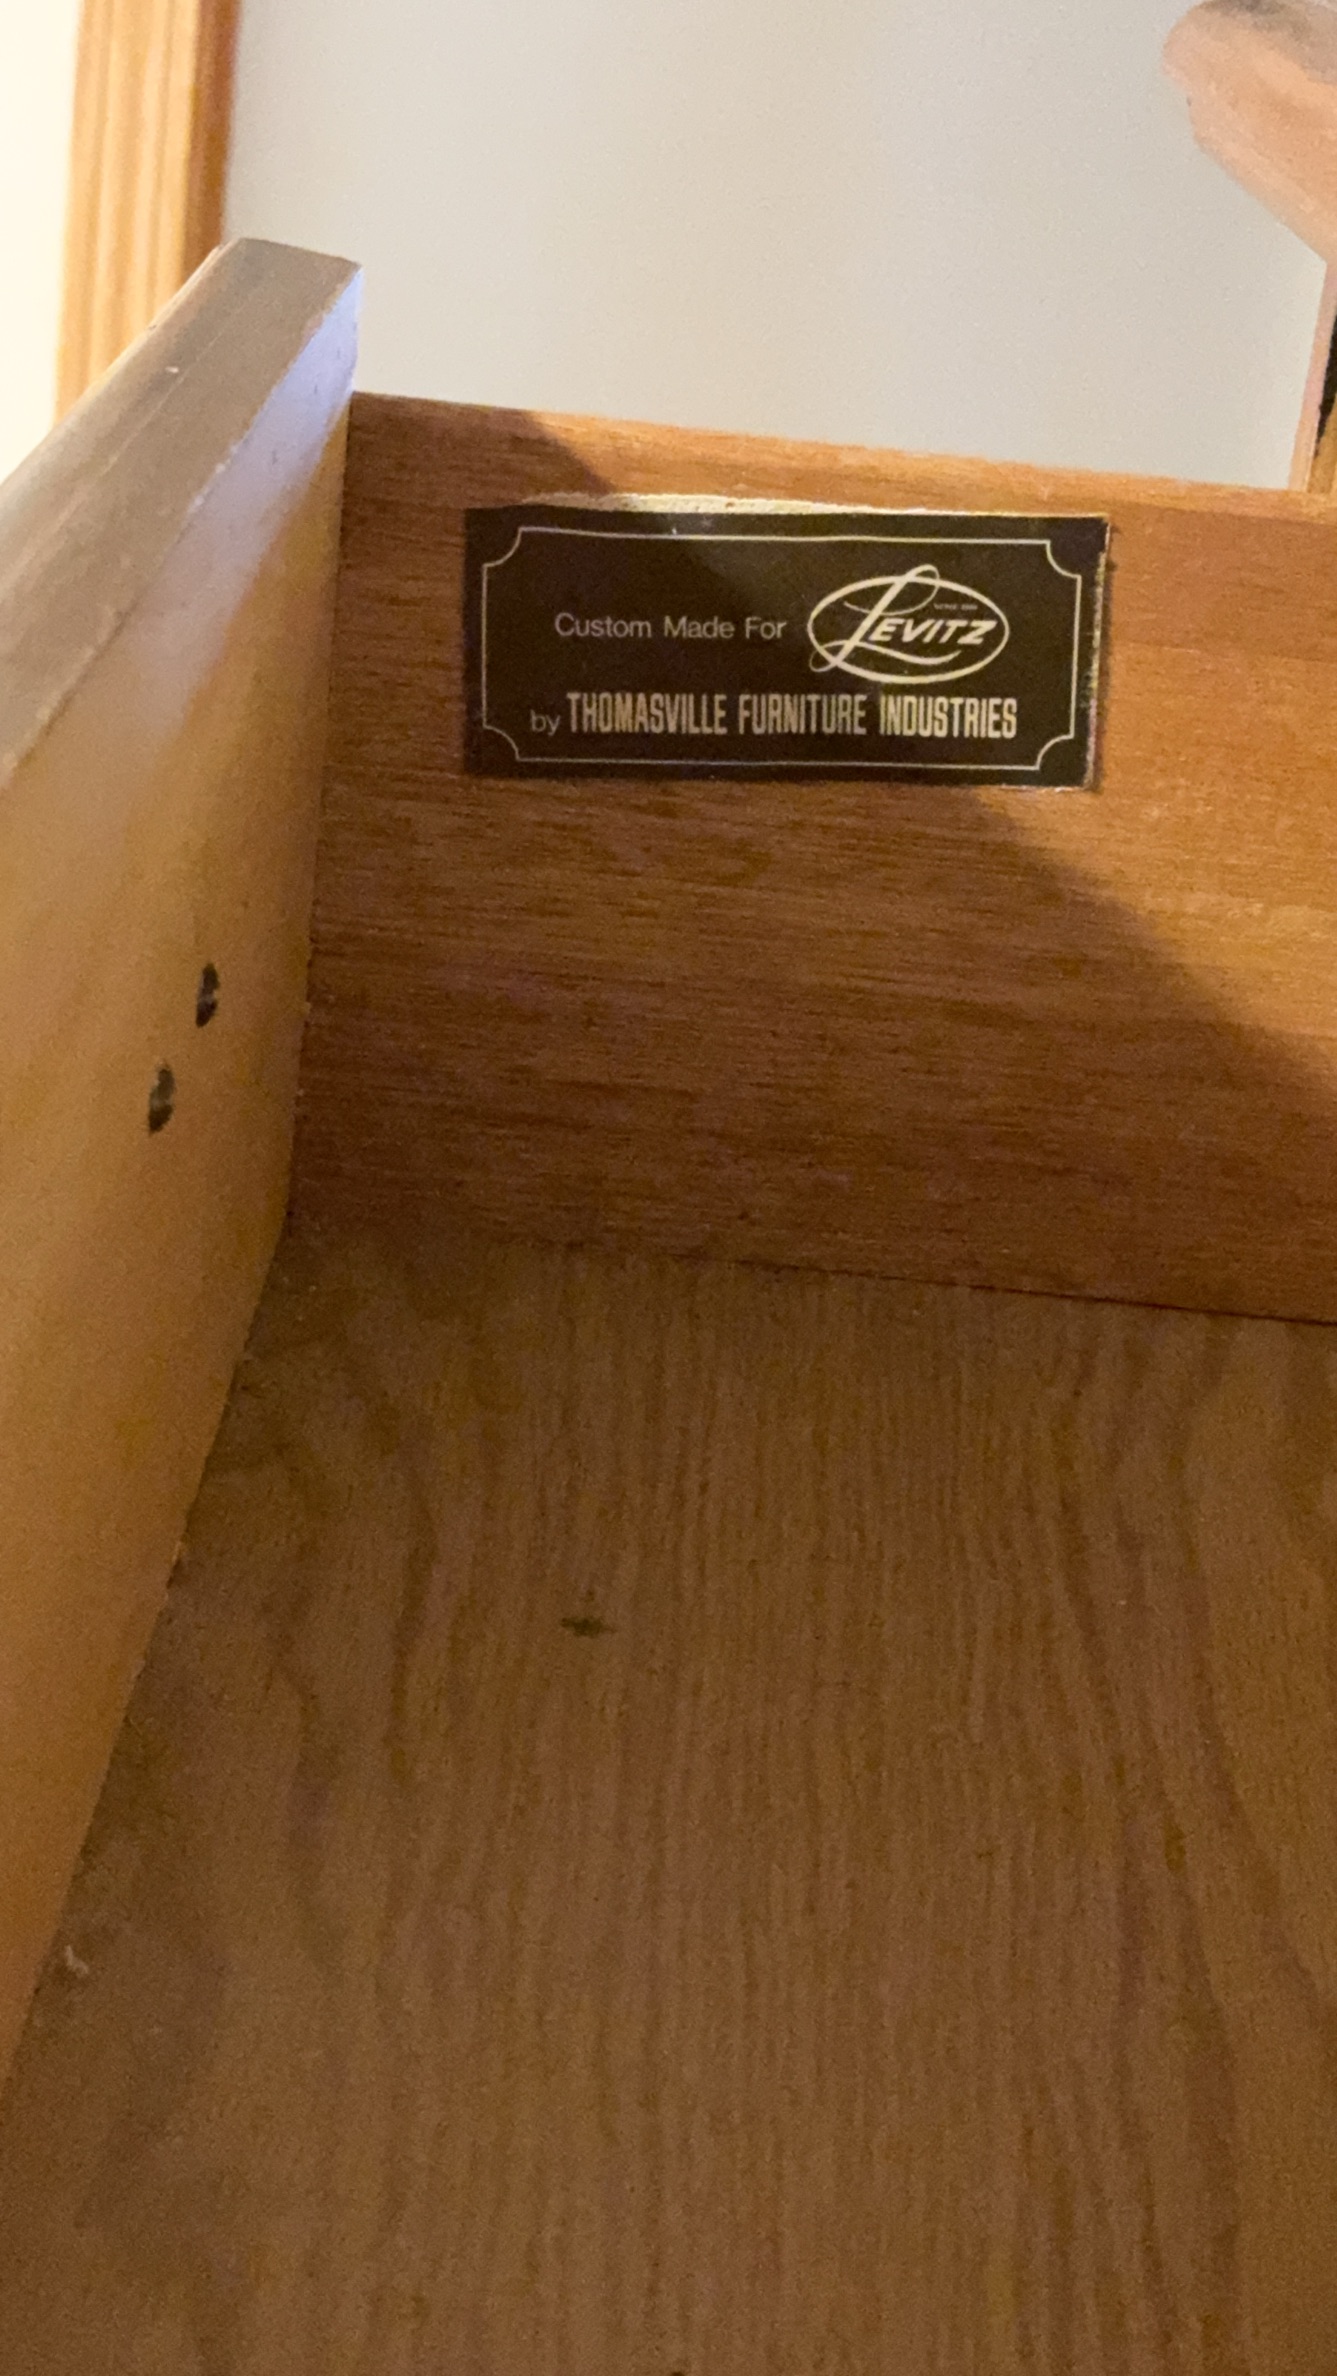 Custom Made For LEVITZ
by THOMASVILLE FURNITURE INDUSTRIES